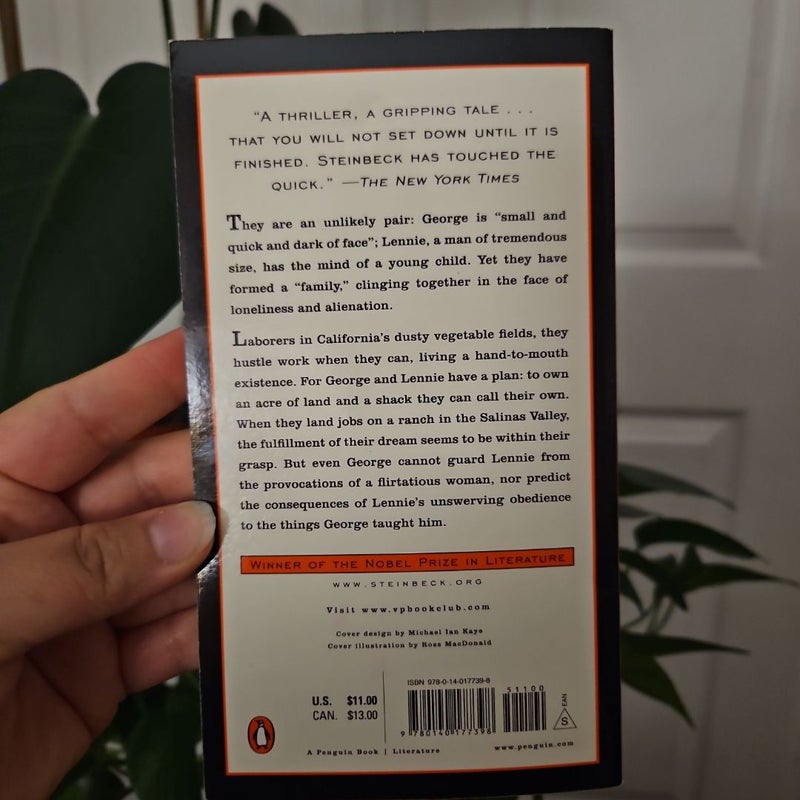 "A THRILLER, A GRIPPING TALE . . .
THAT YOU WILL NOT SET DOWN UNTIL IT IS
FINISHED. STEINBECK HAS TOUCHED THE
QUICK." —THE NEW YORK TIMES
They are an unlikely pair: George is "small and
quick and dark of face"; Lennie, a man of tremendous
size, has the mind of a young child. Yet they have
formed a "family," clinging together in the face of
loneliness and alienation.
Laborers in California's dusty vegetable fields, they
hustle work when they can, living a hand-to-mouth
existence. For George and Lennie have a plan: to own
an acre of land and a shack they can call their own.
When they land jobs on a ranch in the Salinas Valley,
the fulfillment of their dream seems to be within their
grasp. But even George cannot guard Lennie from
the provocations of a flirtatious woman, nor predict
the consequences of Lennie's unswerving obedience
to the things George taught him.
WINNER OF THE NOBEL PRIZE IN LITERATURE
WWW.STEINBECK.ORG
Visit www.vpbookclub.com
Cover design by Michael Ian Kaye
Cover illustration by Ross MacDonald
ISBN 978-0-14-017739-8
51100
EAN
S
U.S. $11.00
CAN. $13.00
9 780140 177398
A Penguin Book | Literature
www.penguin.com